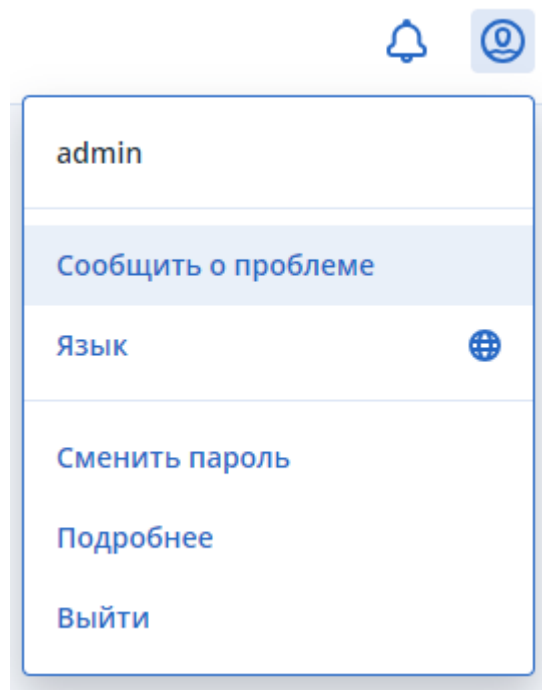 admin
Сообщить о проблеме
Язык
Сменить пароль
Подробнее
Выйти